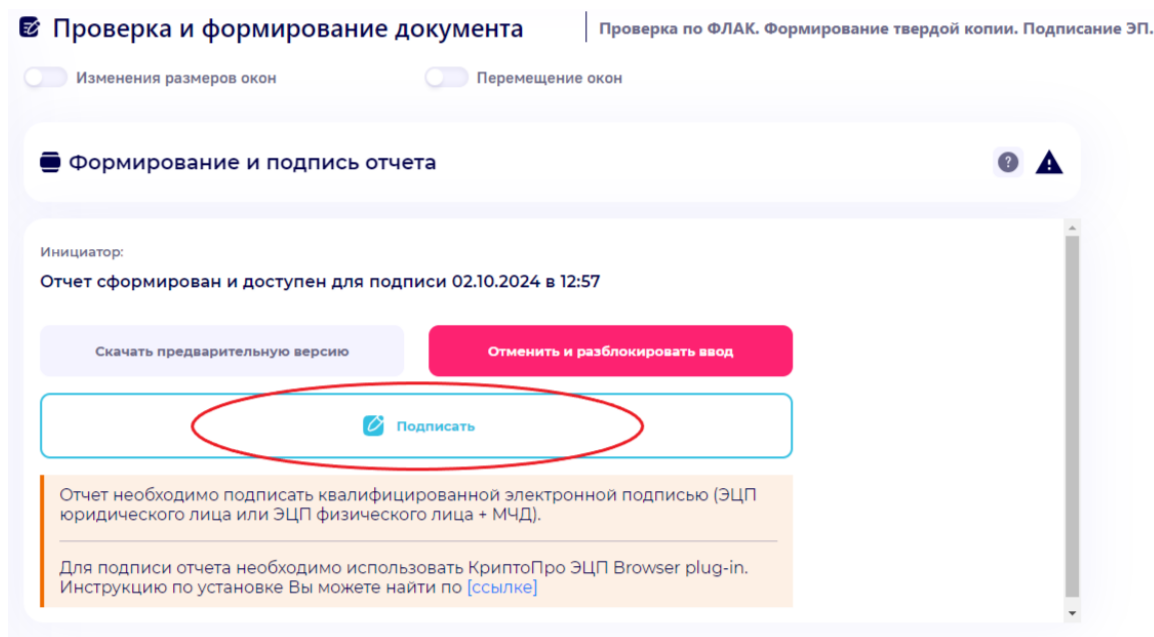 Проверка и формирование документа
Проверка по ФЛАК. Формирование твердой копии. Подписание ЭП.
Изменения размеров окон
Перемещение окон
Формирование и подпись отчета
Инициатор:
Отчет сформирован и доступен для подписи 02.10.2024 в 12:57
Скачать предварительную версию
Отменить и разблокировать ввод
Подписать
Отчет необходимо подписать квалифицированной электронной подписью (ЭЦП
юридического лица или ЭЦП физического лица + МЧД).
Для подписи отчета необходимо использовать КриптоПро ЭЦП Browser plug-in.
Инструкцию по установке Вы можете найти по [ссылке]